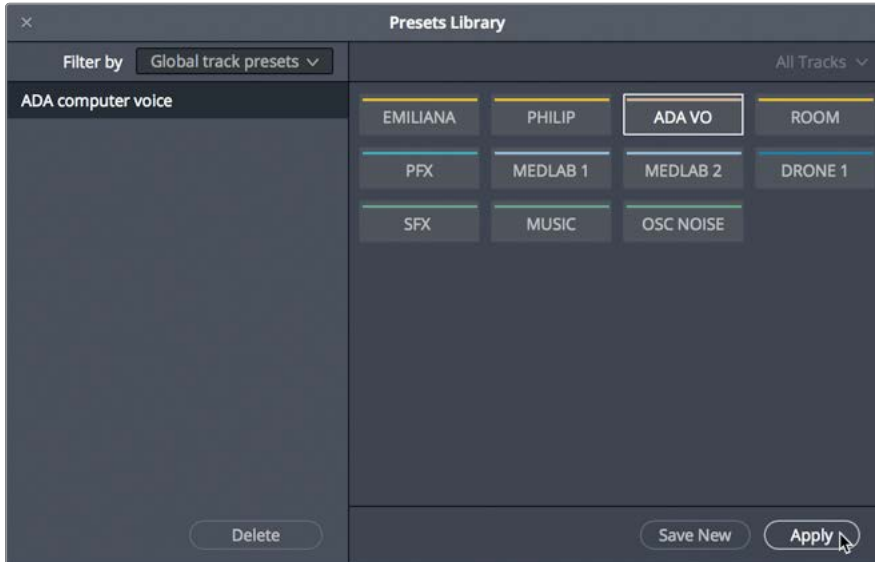 Presets Library
Filter by Global track presets
All Tracks
ADA computer voice
EMILIANA PHILIP ADA VO ROOM
PFX MEDLAB 1 MEDLAB 2 DRONE 1
SFX MUSIC OSC NOISE
Delete
Save New Apply